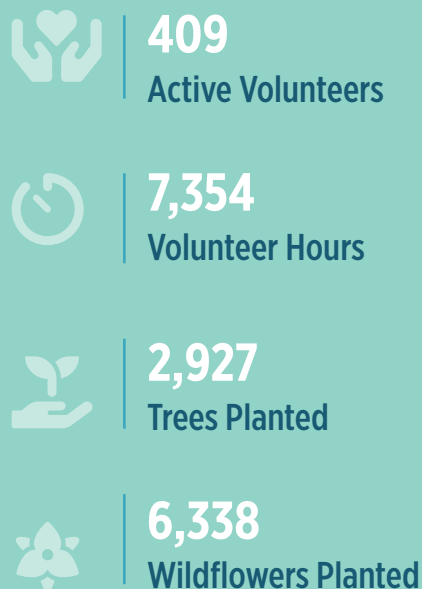 409
Active Volunteers
7,354
Volunteer Hours
2,927
Trees Planted
6,338
Wildflowers Planted